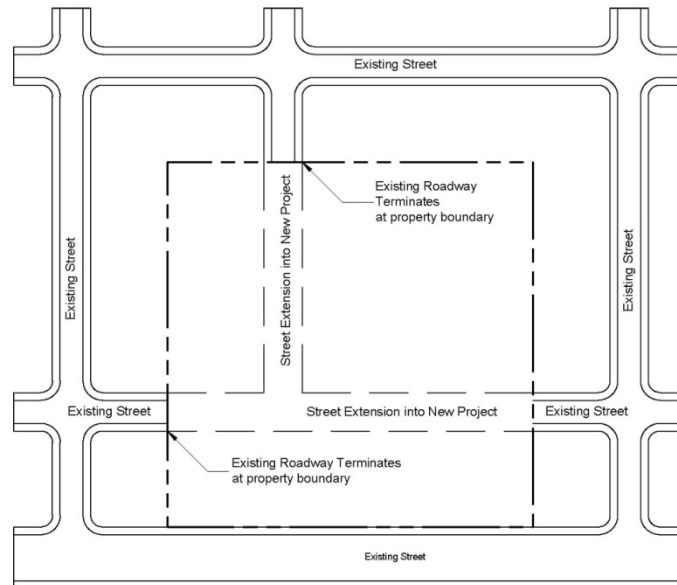 Existing Street
Existing Roadway
Terminates
at property boundary
Street Extension into New Project
Existing Street
Existing Street
Existing Street
Street Extension into New Project
Existing Street
Existing Roadway Terminates
at property boundary
Existing Street